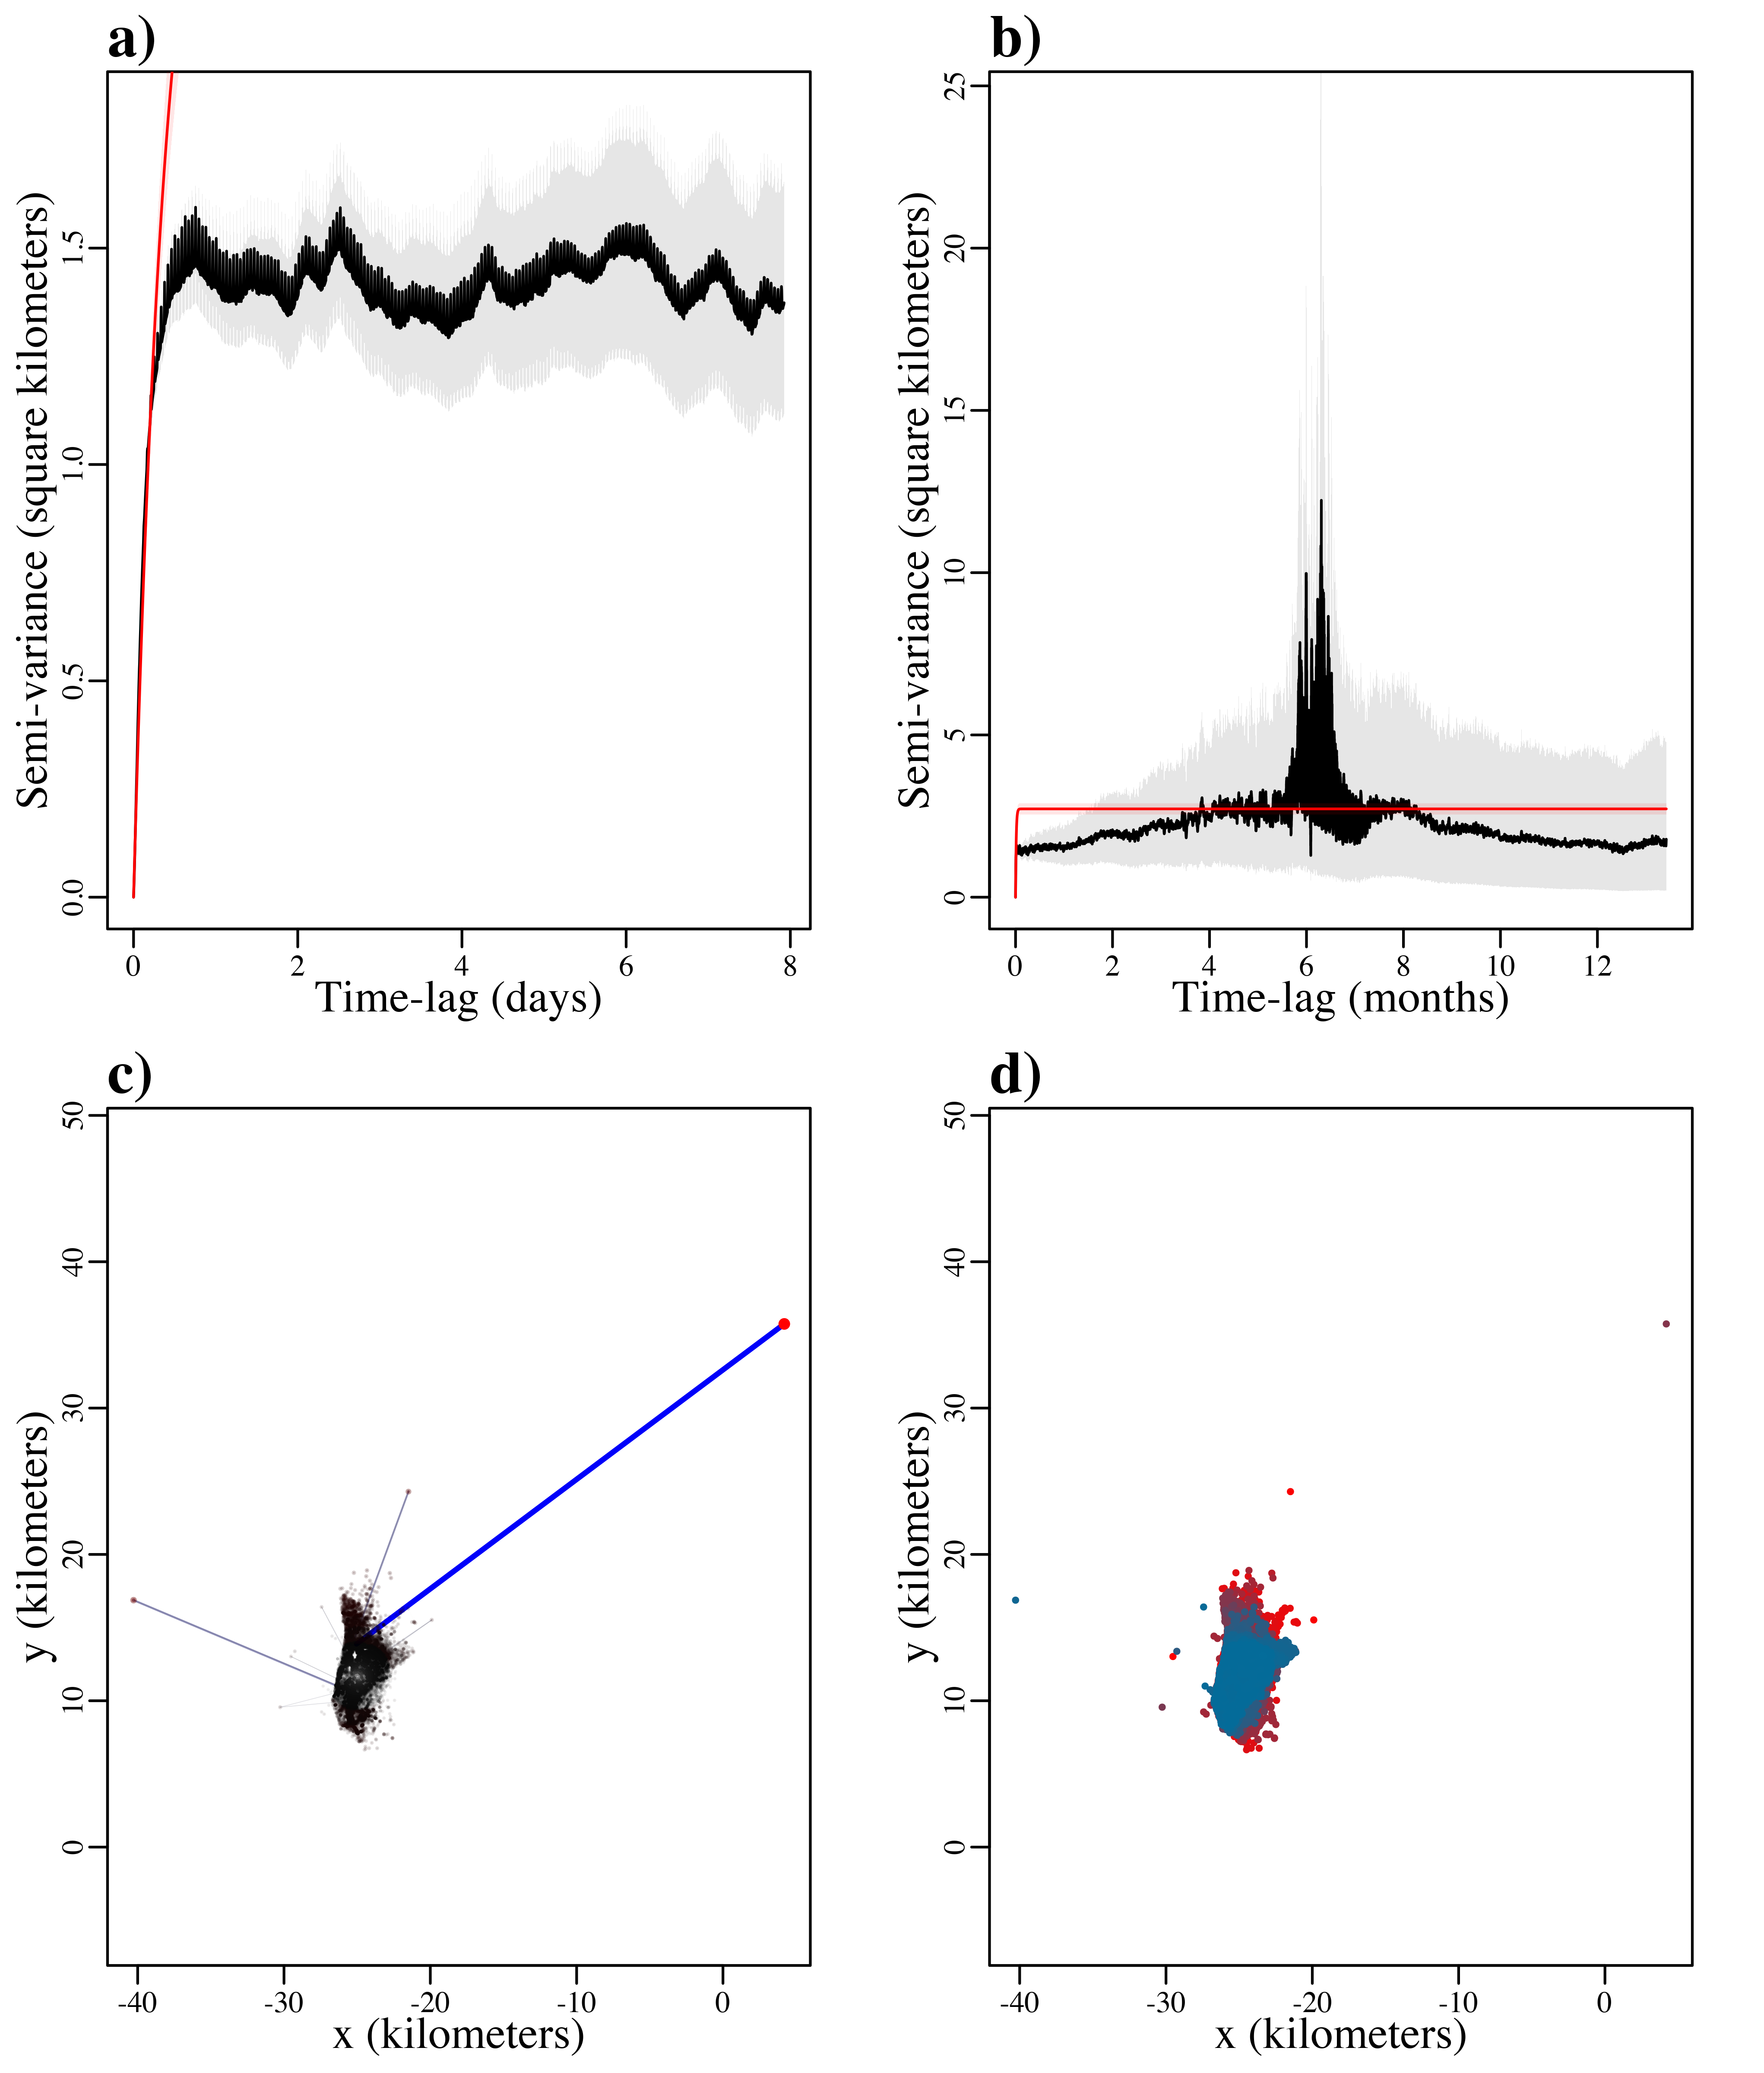 a)
Semi-variance (square kilometers)
0.0 0.5 1.0 1.5
0 2 4 6 8
Time-lag (days)
b)
Semi-variance (square kilometers)
0 5 10 15 20 25
0 2 4 6 8 10 12
Time-lag (months)
c)
y (kilometers)
0 10 20 30 40 50
-40 -30 -20 -10 0
x (kilometers)
d)
y (kilometers)
0 10 20 30 40 50
-40 -30 -20 -10 0
x (kilometers)